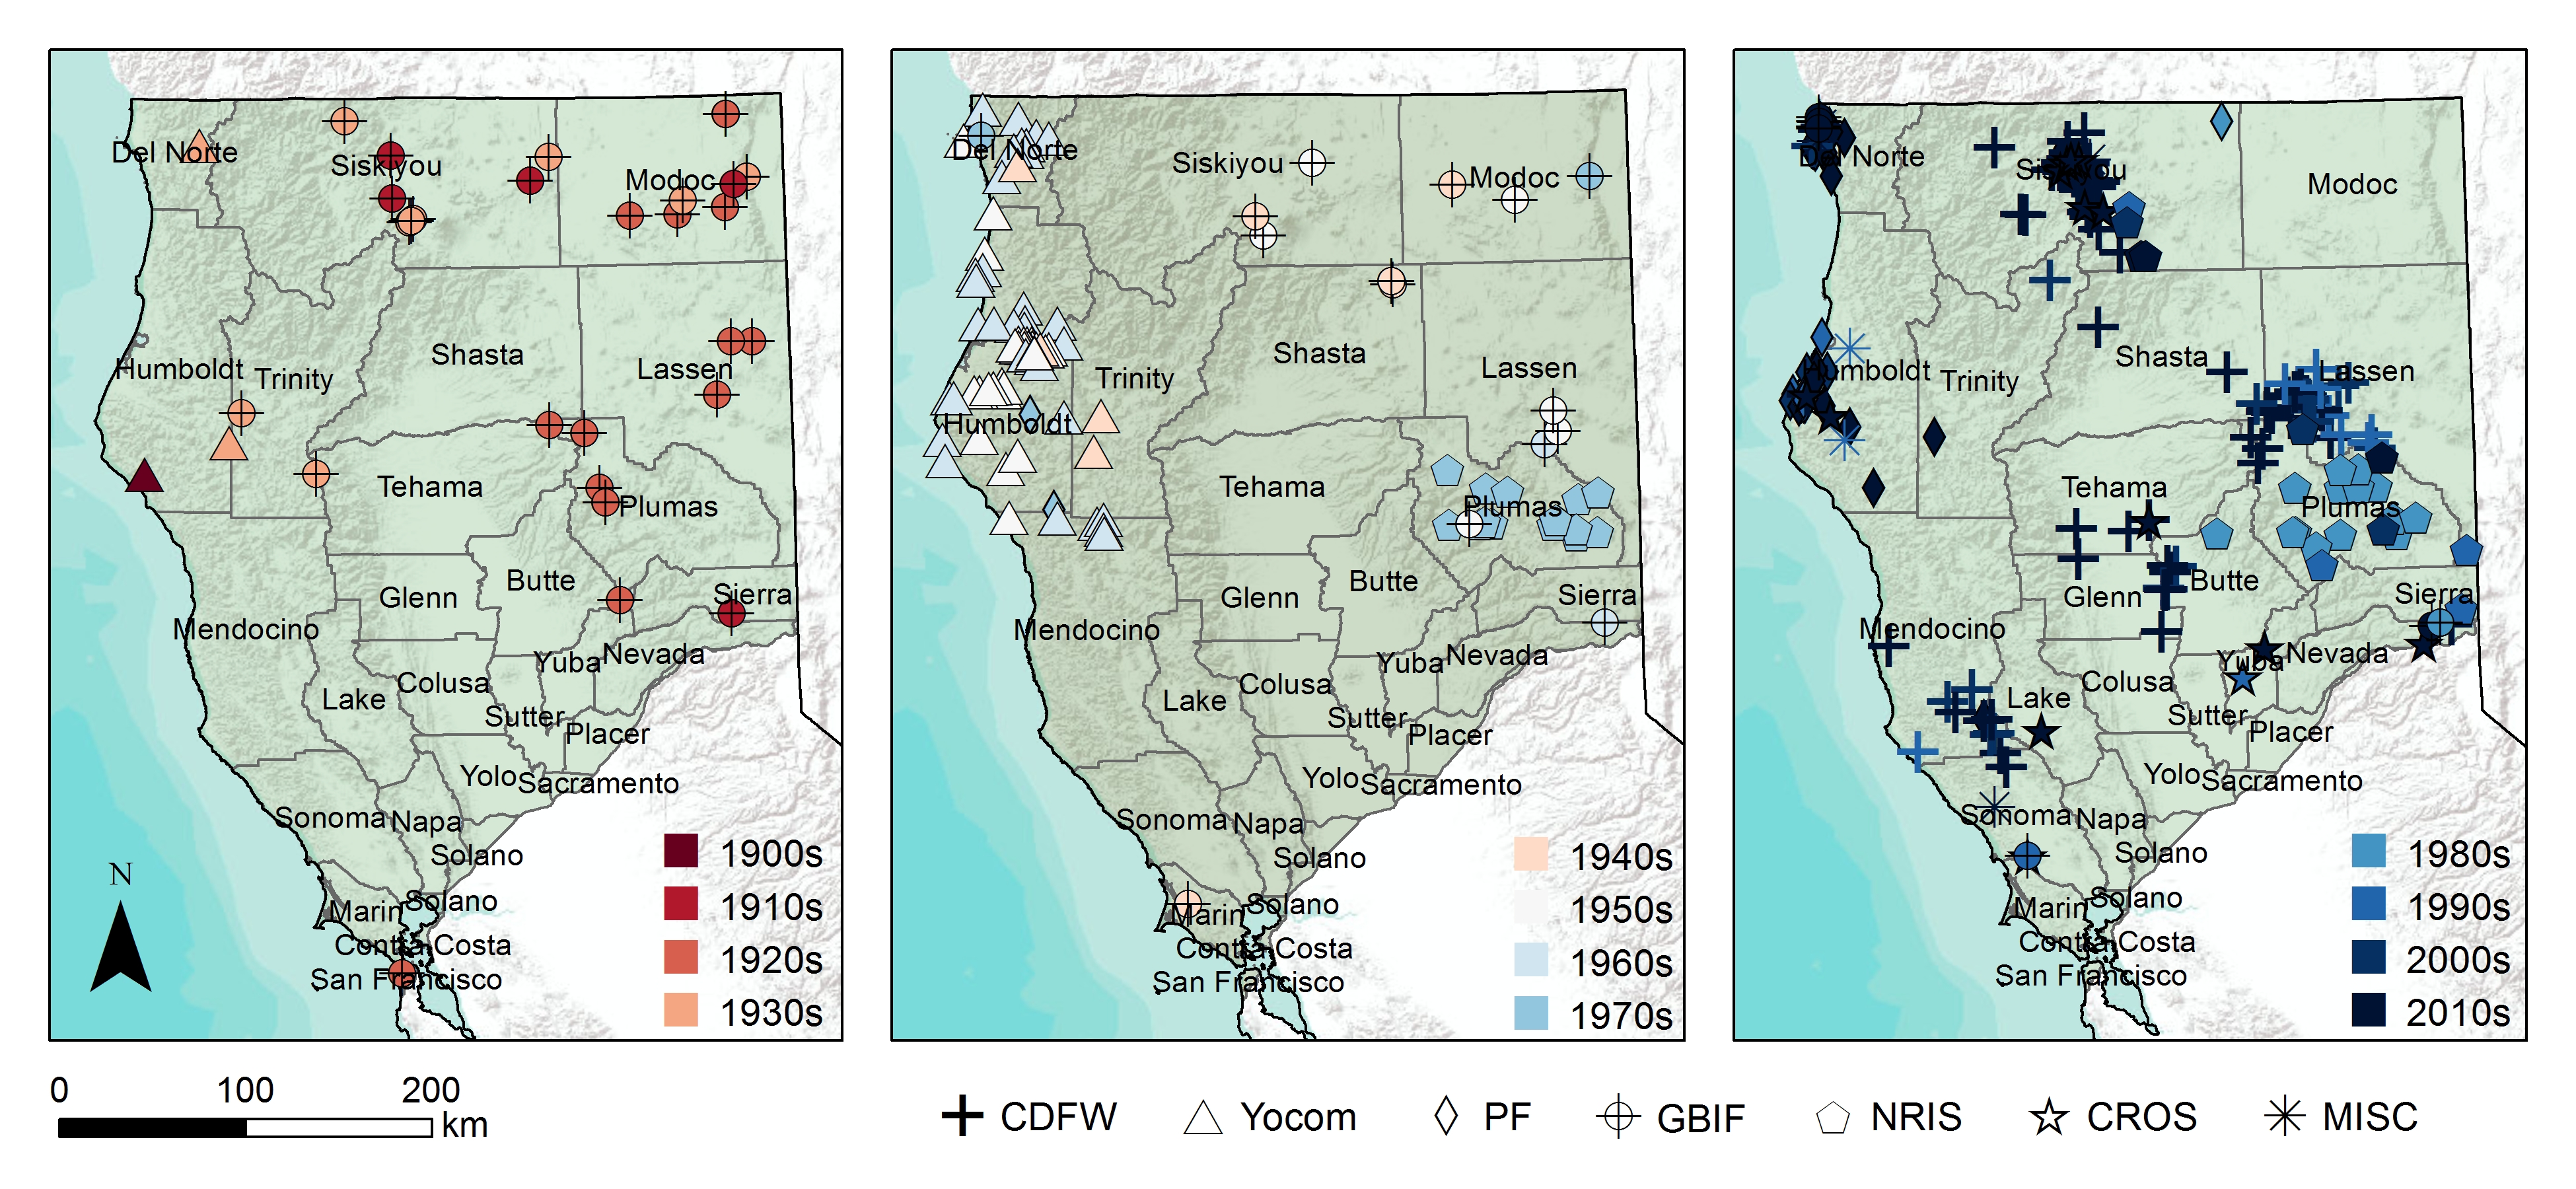 Del Norte
Siskiyou
Modoc
Humboldt
Trinity
Shasta
Lassen
Tehama
Plumas
Glenn
Butte
Sierra
Mendocino
Yuba
Nevada
Lake
Colusa
Sutter
Placer
Yolo
Sacramento
Sonoma
Napa
Solano
Marin
Solano
Contra Costa
San Francisco
N
1900s
1910s
1920s
1930s
Del Norte
Siskiyou
Modoc
Shasta
Lassen
Trinity
Humboldt
Tehama
Plumas
Glenn
Butte
Sierra
Mendocino
Yuba
Nevada
Lake
Colusa
Sutter
Placer
Yolo
Sacramento
Sonoma
Napa
Solano
Marin
Solano
Contra Costa
San Francisco
1940s
1950s
1960s
1970s
Del Norte
Siskiyou
Modoc
Shasta
Humboldt
Trinity
Lassen
Tehama
Plumas
Glenn
Butte
Sierra
Mendocino
Yuba
Nevada
Lake
Colusa
Sutter
Placer
Yolo
Sacramento
Sonoma
Napa
Solano
Marin
Solano
Contra Costa
San Francisco
1980s
1990s
2000s
2010s
0 100 200
km
CDFW Yocom PF GBIF NRIS CROS MISC